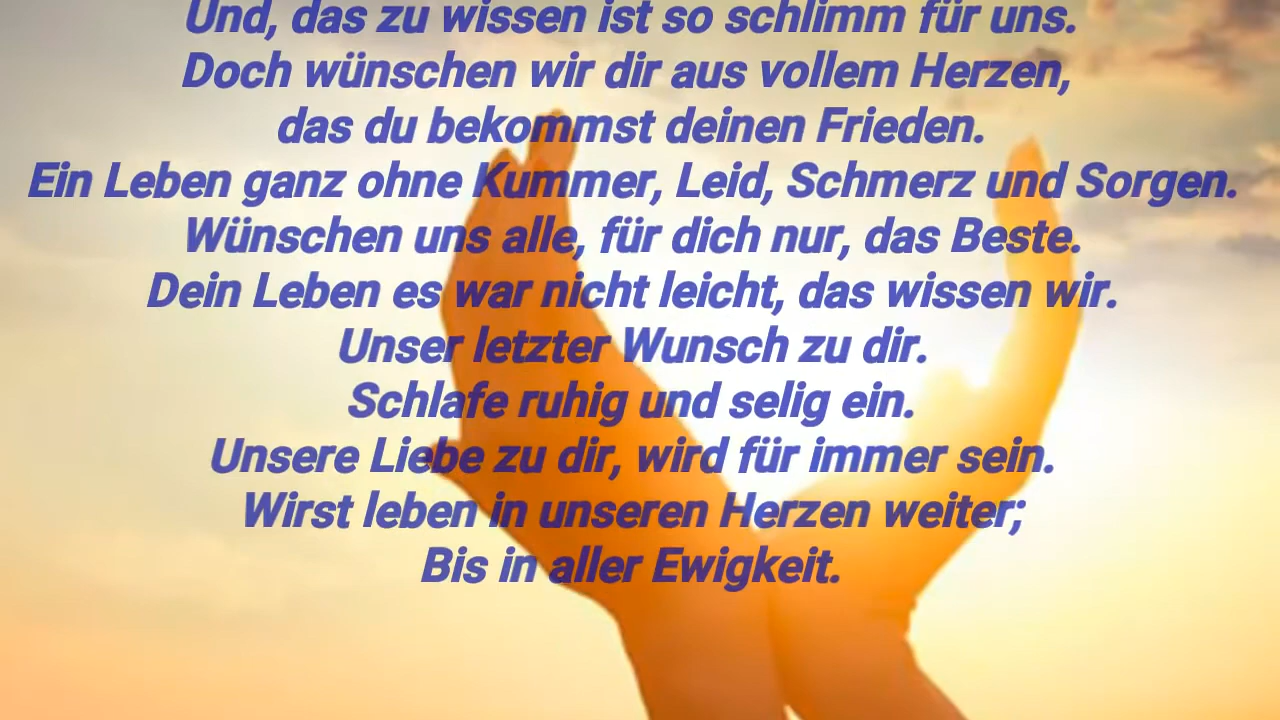 Und, das zu wissen ist so schlimm für uns.
Doch wünschen wir dir aus vollem Herzen,
das du bekommst deinen Frieden.
Ein Leben ganz ohne Kummer, Leid, Schmerz und Sorgen.
Wünschen uns alle, für dich nur, das Beste.
Dein Leben es war nicht leicht, das wissen wir.
Unser letzter Wunsch zu dir.
Schlafe ruhig und selig ein.
Unsere Liebe zu dir, wird für immer sein.
Wirst leben in unseren Herzen weiter;
Bis in aller Ewigkeit.